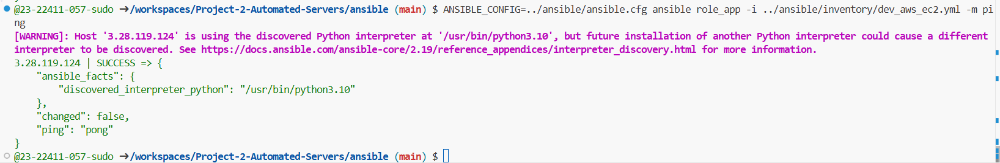 @23-22411-057-sudo ➜/workspaces/Project-2-Automated-Servers/ansible (main) $ ANSIBLE_CONFIG=../ansible/ansible.cfg ansible role_app -i ../ansible/inventory/dev_aws_ec2.yml -m pi
ng
[WARNING]: Host '3.28.119.124' is using the discovered Python interpreter at '/usr/bin/python3.10', but future installation of another Python interpreter could cause a different
interpreter to be discovered. See https://docs.ansible.com/ansible-core/2.19/reference_appendices/interpreter_discovery.html for more information.
3.28.119.124 | SUCCESS => {
    "ansible_facts": {
        "discovered_interpreter_python": "/usr/bin/python3.10"
    },
    "changed": false,
    "ping": "pong"
}
@23-22411-057-sudo ➜/workspaces/Project-2-Automated-Servers/ansible (main) $